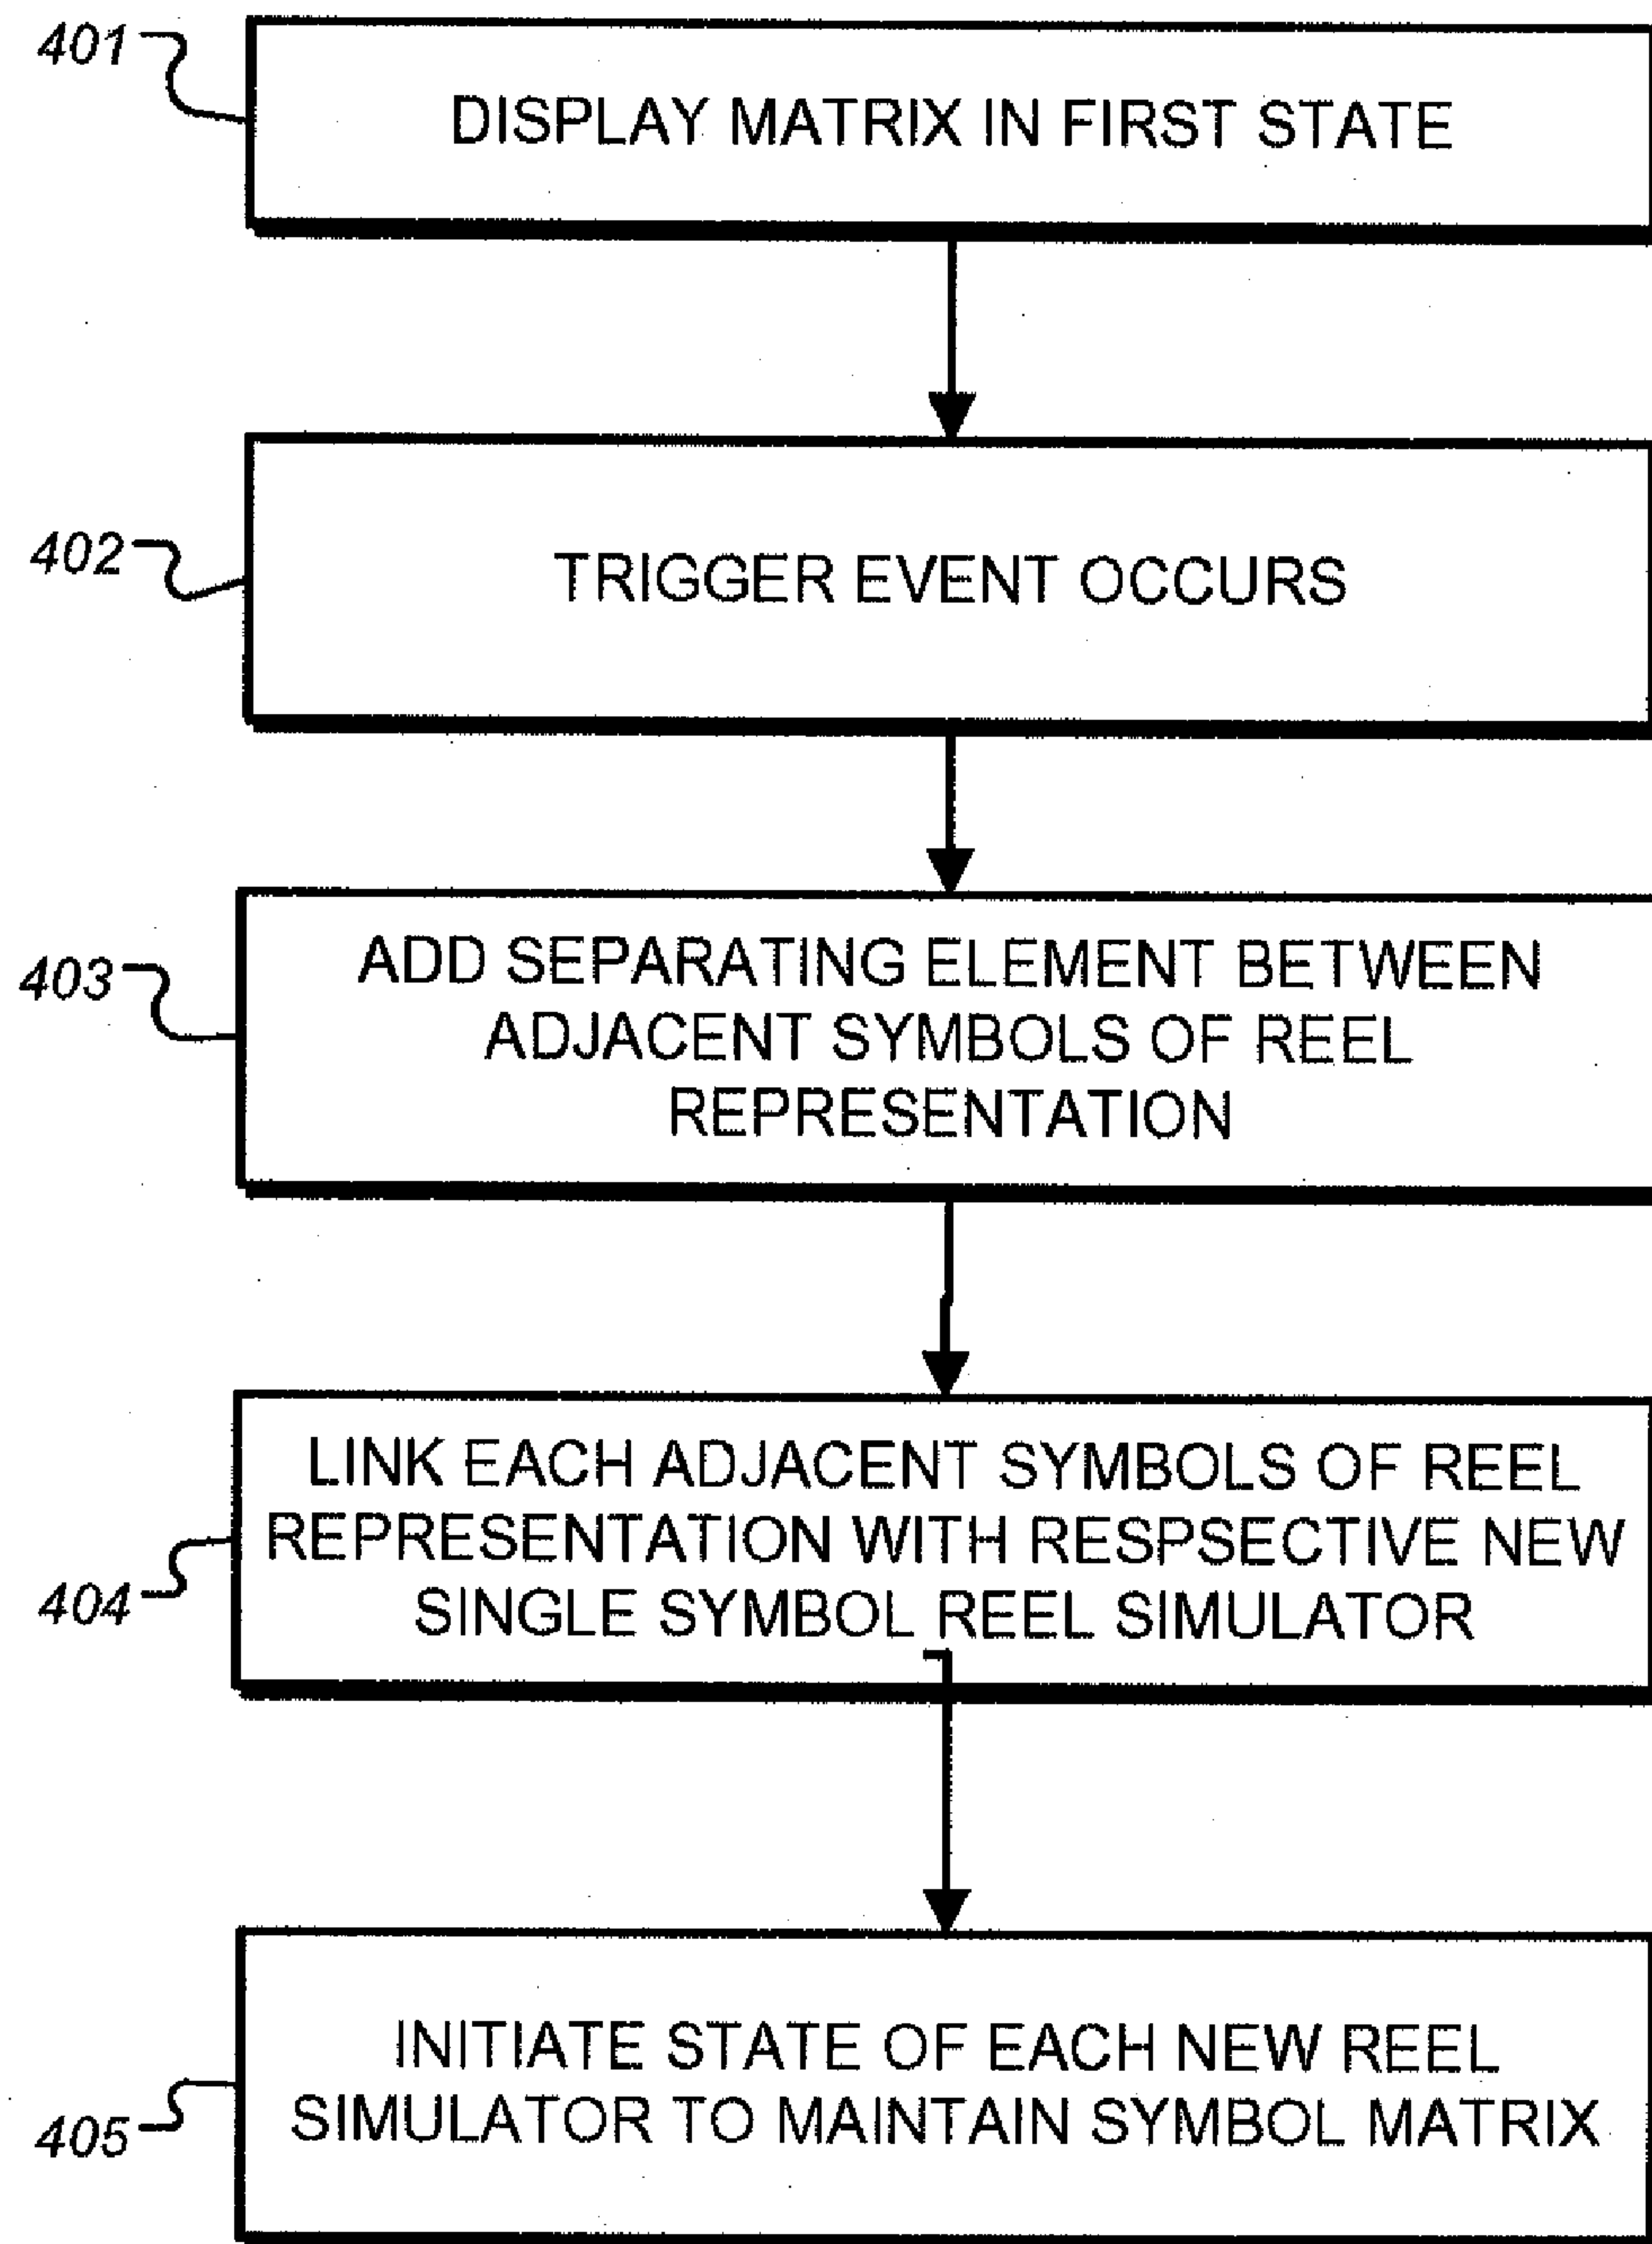 401
DISPLAY MATRIX IN FIRST STATE
402
TRIGGER EVENT OCCURS
403
ADD SEPARATING ELEMENT BETWEEN
ADJACENT SYMBOLS OF REEL
REPRESENTATION
404
LINK EACH ADJACENT SYMBOLS OF REEL
REPRESENTATION WITH RESPSECTIVE NEW
SINGLE SYMBOL REEL SIMULATOR
405
INITIATE STATE OF EACH NEW REEL
SIMULATOR TO MAINTAIN SYMBOL MATRIX